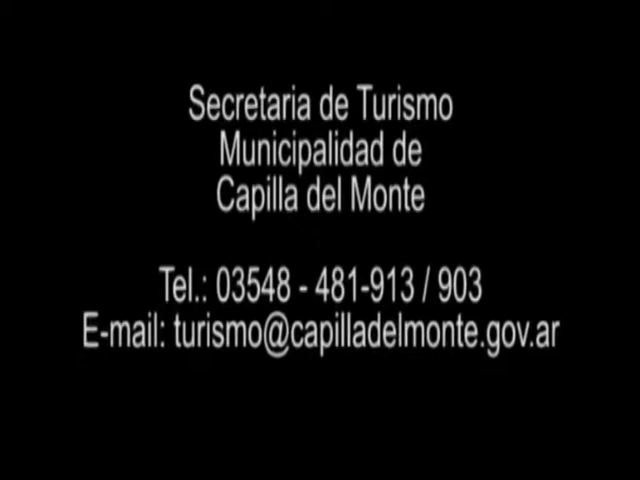 Secretaria de Turismo
Municipalidad de
Capilla del Monte
Tel.: 03548 - 481-913 / 903
E-mail: turismo@capilladelmonte.gov.ar